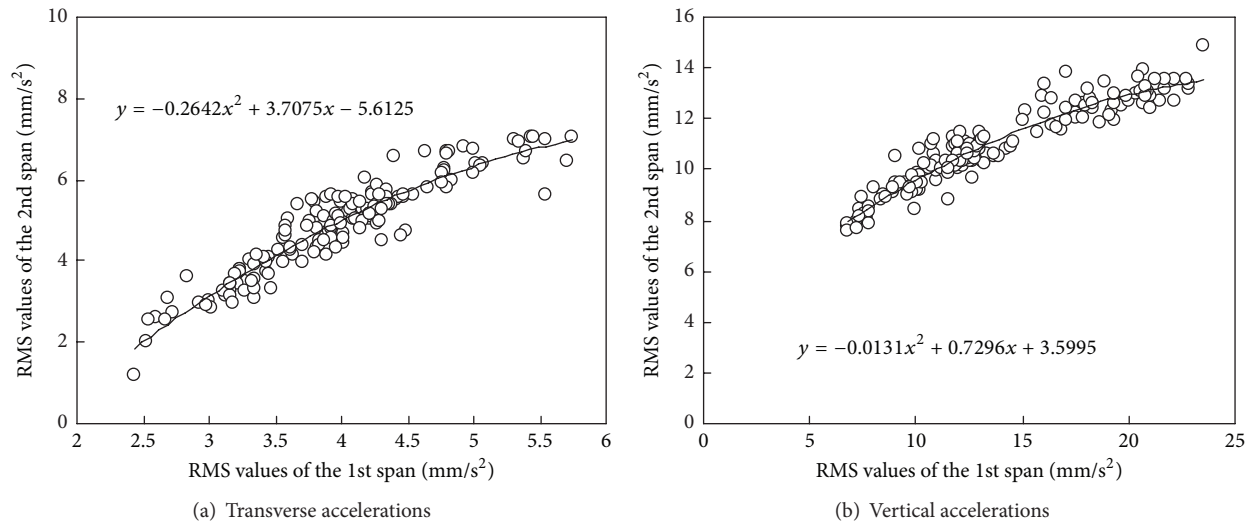 10
8
6
4
2
0
RMS values of the 2nd span (mm/s²)
y = −0.2642x² + 3.7075x − 5.6125
2 2.5 3 3.5 4 4.5 5 5.5 6
RMS values of the 1st span (mm/s²)
(a) Transverse accelerations
16
14
12
10
8
6
4
2
0
RMS values of the 2nd span (mm/s²)
y = −0.0131x² + 0.7296x + 3.5995
0 5 10 15 20 25
RMS values of the 1st span (mm/s²)
(b) Vertical accelerations